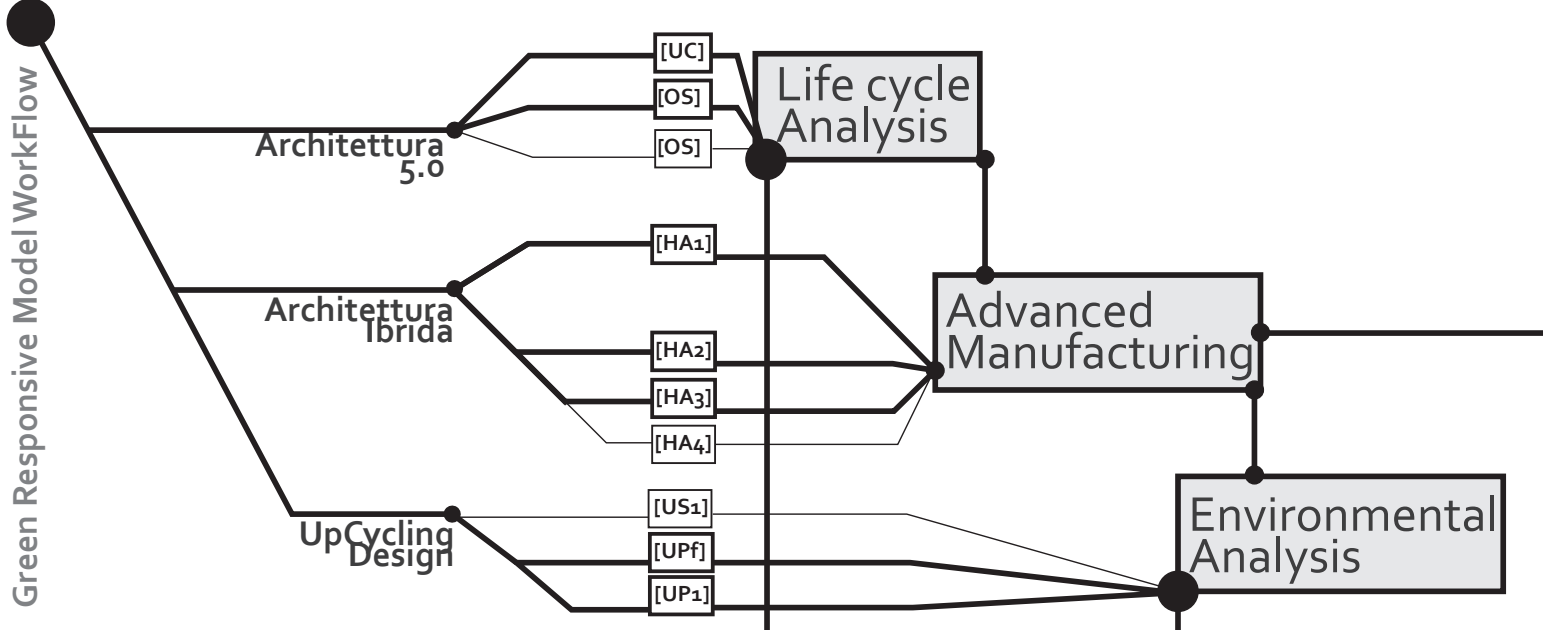 Green Responsive Model WorkFlow
Architettura
5.0
[UC]
[OS]
[OS]
Life cycle
Analysis
Architettura
Ibrida
[HA1]
[HA2]
[HA3]
[HA4]
Advanced
Manufacturing
UpCycling
Design
[US1]
[UPf]
[UP1]
Environmental
Analysis